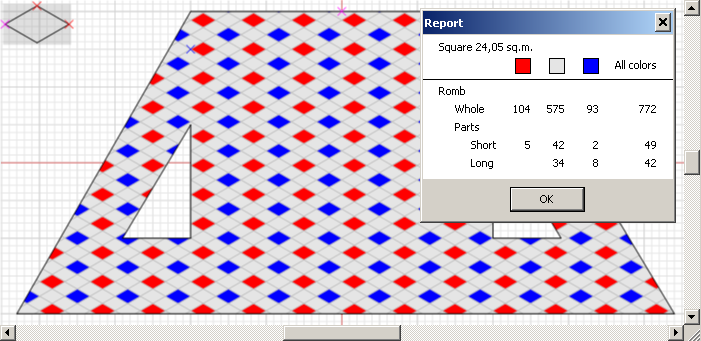 Report
Square 24,05 sq.m.
All colors
Romb
Whole 104 575 93 772
Parts
Short 5 42 2 49
Long 34 8 42
OK